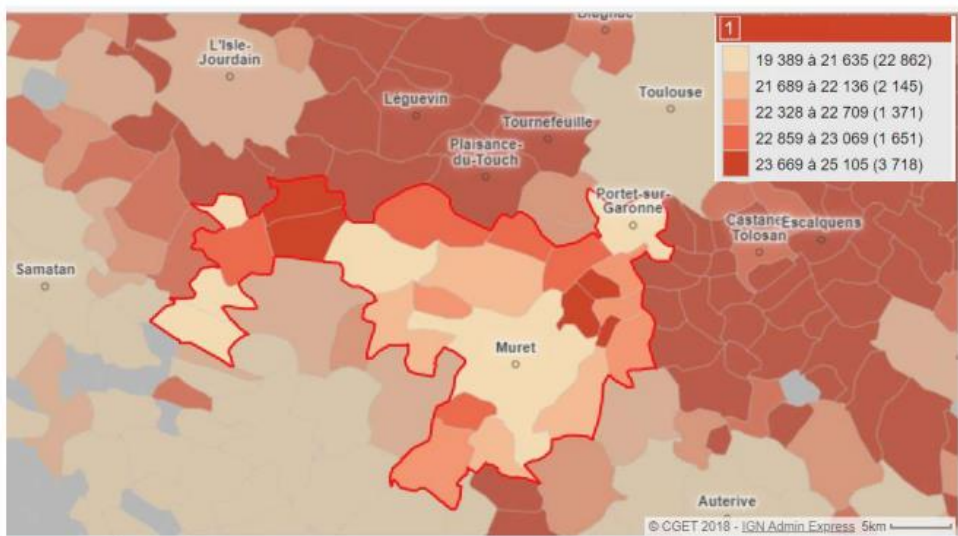 Blagnac
1
L'Isle-
Jourdain
19 389 à 21 635 (22 862)
21 689 à 22 136 (2 145)
Léguevin
Toulouse
22 328 à 22 709 (1 371)
Tournefeuille
22 859 à 23 069 (1 651)
Plaisance-
du-Touch
23 669 à 25 105 (3 718)
Portet-sur-
Garonne
Castanet-
Tolosan
Escalquens
Samatan
Muret
Auterive
© CGET 2018 - IGN Admin Express 5km